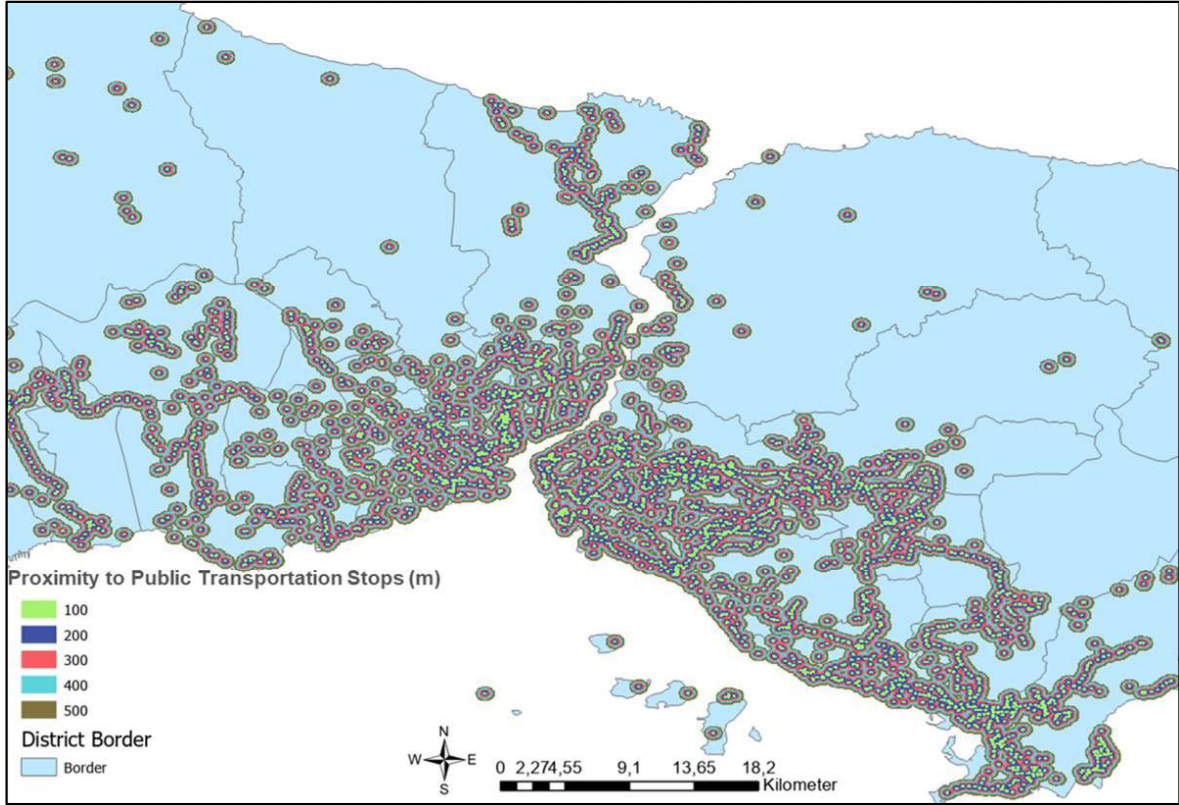 Proximity to Public Transportation Stops (m)
100
200
300
400
500
District Border
Border
N
W E
S
0 2,274,55 9,1 13,65 18,2
Kilometer